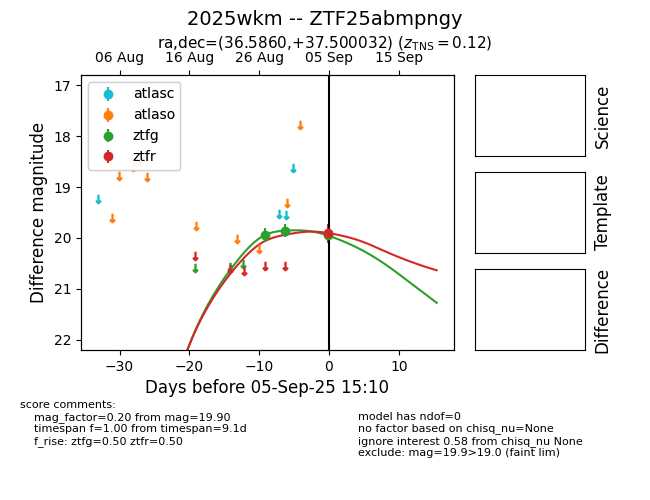 2025wkm -- ZTF25abmpngy
ra,dec=(36.5860,+37.500032) (zTNS = 0.12)
06 Aug 16 Aug 26 Aug 05 Sep 15 Sep
17
18
19
20
21
22
Difference magnitude
atlasc
atlaso
ztfg
ztfr
−30 −20 −10 0 10
Days before 05-Sep-25 15:10
Science
Template
Difference
score comments:
mag_factor=0.20 from mag=19.90
timespan f=1.00 from timespan=9.1d
f_rise: ztfg=0.50 ztfr=0.50
model has ndof=0
no factor based on chisq_nu=None
ignore interest 0.58 from chisq_nu None
exclude: mag=19.9>19.0 (faint lim)